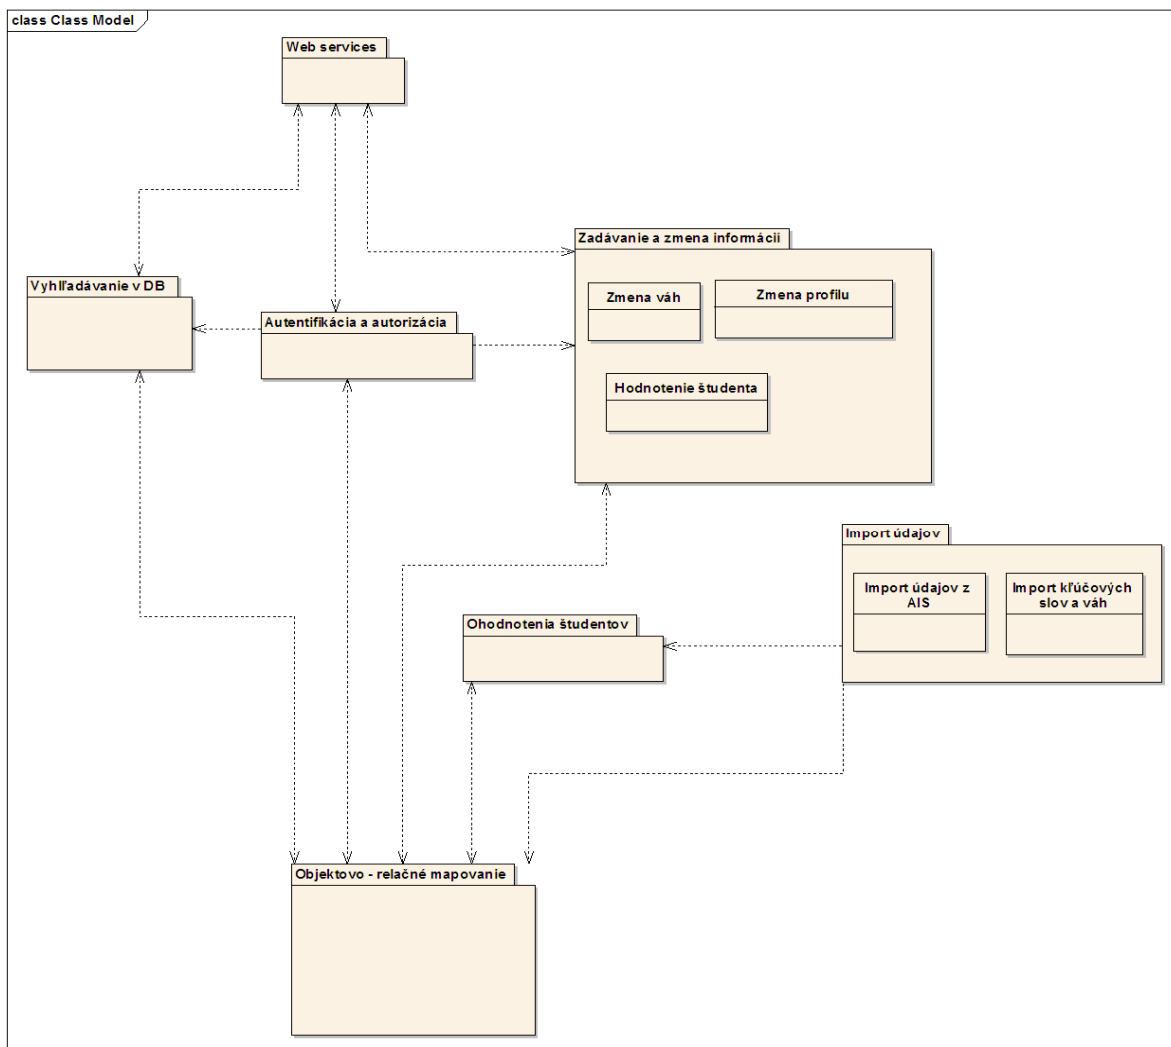 class Class Model
Web services
Zadávanie a zmena informácii
Vyhlľadávanie v DB
Zmena váh
Zmena profilu
Autentifikácia a autorizácia
Hodnotenie študenta
Import údajov
Import údajov z
AIS
Import kľúčových
slov a váh
Ohodnotenia študentov
Objektovo - relačné mapovanie